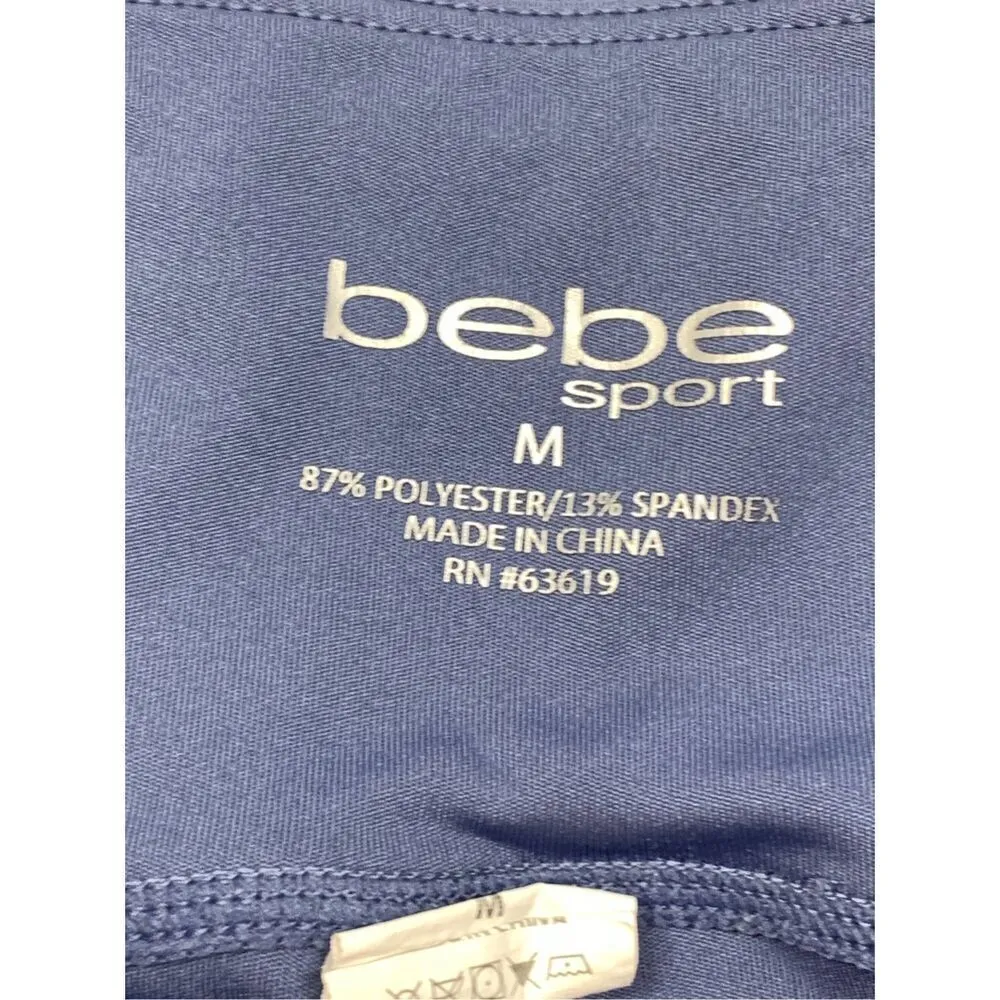 bebe
sport
M
87% POLYESTER/13% SPANDEX
MADE IN CHINA
RN #63619
M